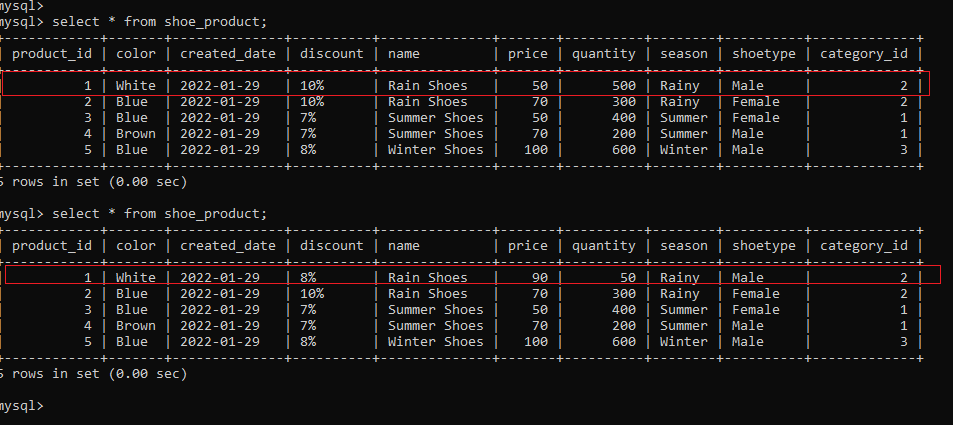 mysql>
mysql> select * from shoe_product;
+------------+-------+--------------+----------+--------------+-------+----------+--------+----------+-------------+
| product_id | color | created_date | discount | name         | price | quantity | season | shoetype | category_id |
+------------+-------+--------------+----------+--------------+-------+----------+--------+----------+-------------+
|          1 | White | 2022-01-29   | 10%      | Rain Shoes   |    50 |      500 | Rainy  | Male     |           2 |
|          2 | Blue  | 2022-01-29   | 10%      | Rain Shoes   |    70 |      300 | Rainy  | Female   |           2 |
|          3 | Blue  | 2022-01-29   | 7%       | Summer Shoes |    50 |      400 | Summer | Female   |           1 |
|          4 | Brown | 2022-01-29   | 7%       | Summer Shoes |    70 |      200 | Summer | Male     |           1 |
|          5 | Blue  | 2022-01-29   | 8%       | Winter Shoes |   100 |      600 | Winter | Male     |           3 |
+------------+-------+--------------+----------+--------------+-------+----------+--------+----------+-------------+
5 rows in set (0.00 sec)
mysql> select * from shoe_product;
+------------+-------+--------------+----------+--------------+-------+----------+--------+----------+-------------+
| product_id | color | created_date | discount | name         | price | quantity | season | shoetype | category_id |
+------------+-------+--------------+----------+--------------+-------+----------+--------+----------+-------------+
|          1 | White | 2022-01-29   | 8%       | Rain Shoes   |    90 |       50 | Rainy  | Male     |           2 |
|          2 | Blue  | 2022-01-29   | 10%      | Rain Shoes   |    70 |      300 | Rainy  | Female   |           2 |
|          3 | Blue  | 2022-01-29   | 7%       | Summer Shoes |    50 |      400 | Summer | Female   |           1 |
|          4 | Brown | 2022-01-29   | 7%       | Summer Shoes |    70 |      200 | Summer | Male     |           1 |
|          5 | Blue  | 2022-01-29   | 8%       | Winter Shoes |   100 |      600 | Winter | Male     |           3 |
+------------+-------+--------------+----------+--------------+-------+----------+--------+----------+-------------+
5 rows in set (0.00 sec)
mysql>